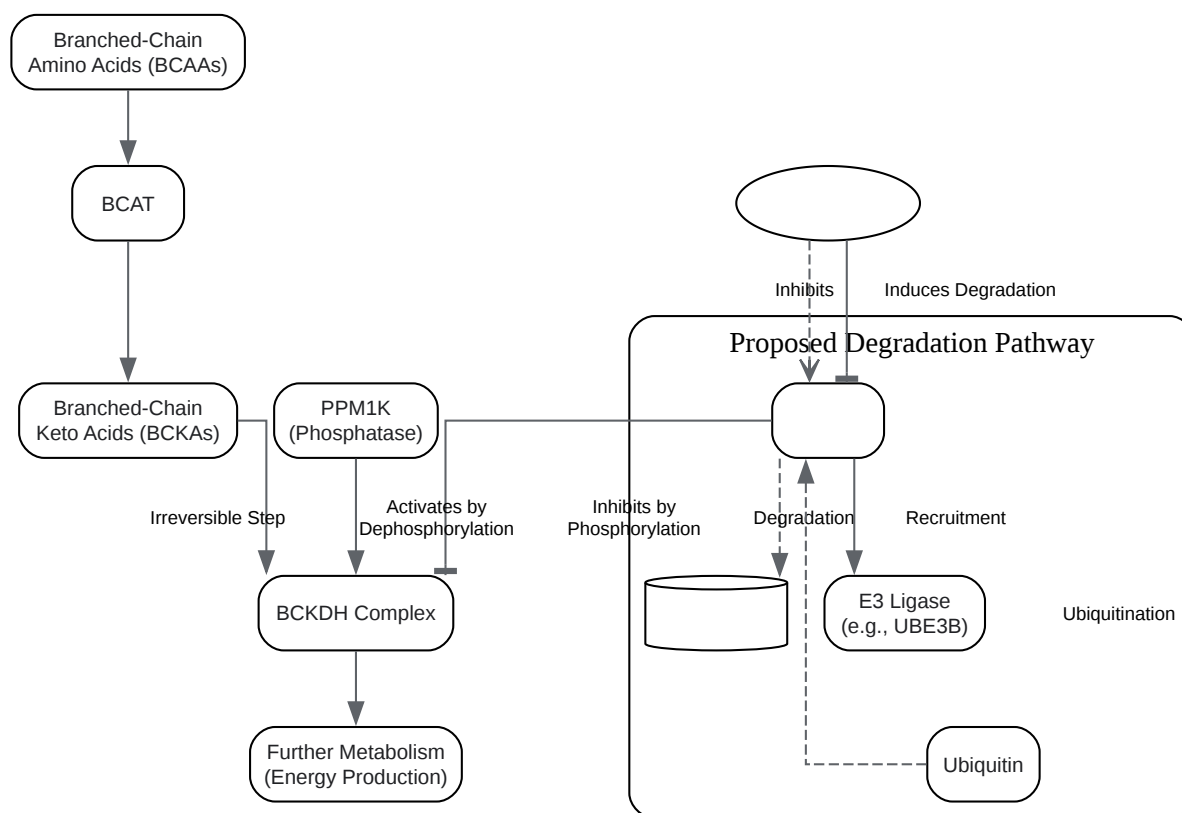 Branched-Chain
Amino Acids (BCAAs)
BCAT
Inhibits
Induces Degradation
Proposed Degradation Pathway
Branched-Chain
Keto Acids (BCKAs)
PPM1K
(Phosphatase)
Irreversible Step
Activates by
Dephosphorylation
Inhibits by
Phosphorylation
Degradation
Recruitment
BCKDH Complex
E3 Ligase
(e.g., UBE3B)
Ubiquitination
Further Metabolism
(Energy Production)
Ubiquitin